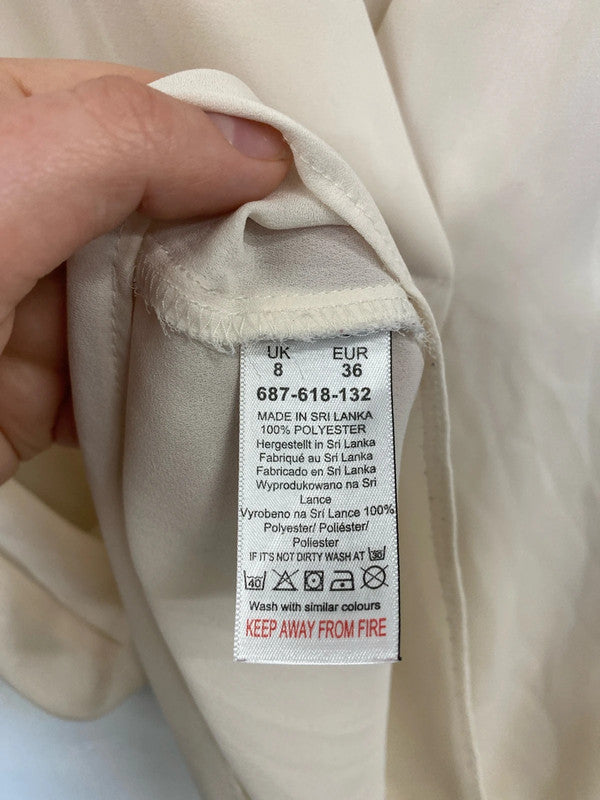 UK EUR
8 36
687-618-132
MADE IN SRI LANKA
100% POLYESTER
Hergestellt in Sri Lanka
Fabriqué au Sri Lanka
Fabricado en Sri Lanka
Wyprodukowano na Sri
Lance
Vyrobeno na Srí Lance 100%
Polyester/ Poliéster/
Poliester
IF IT'S NOT DIRTY WASH AT 30
40
Wash with similar colours
KEEP AWAY FROM FIRE